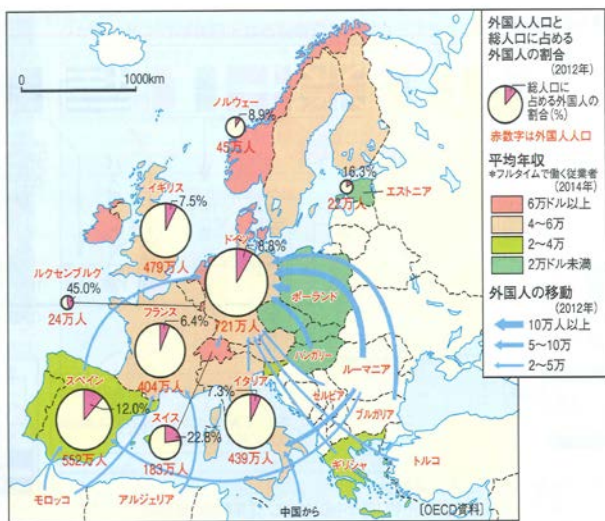 外国人人口と
総人口に占める
外国人の割合
(2012年)
総人口に
占める外国人の
割合(%)
赤数字は外国人人口
平均年収
*フルタイムで働く従業者
(2014年)
6万ドル以上
4~6万
2~4万
2万ドル未満
外国人の移動
(2012年)
10万人以上
5~10万
2~5万
0 1000km
ノルウェー
8.9%
45万人
16.3%
エストニア
22万人
イギリス
7.5%
479万人
ドイツ
8.8%
721万人
ルクセンブルク
45.0%
24万人
ポーランド
フランス
6.4%
404万人
ハンガリー
ルーマニア
スペイン
12.0%
552万人
スイス
22.8%
183万人
イタリア
7.3%
439万人
セルビア
ブルガリア
ギリシャ
トルコ
モロッコ
アルジェリア
中国から
[OECD資料]